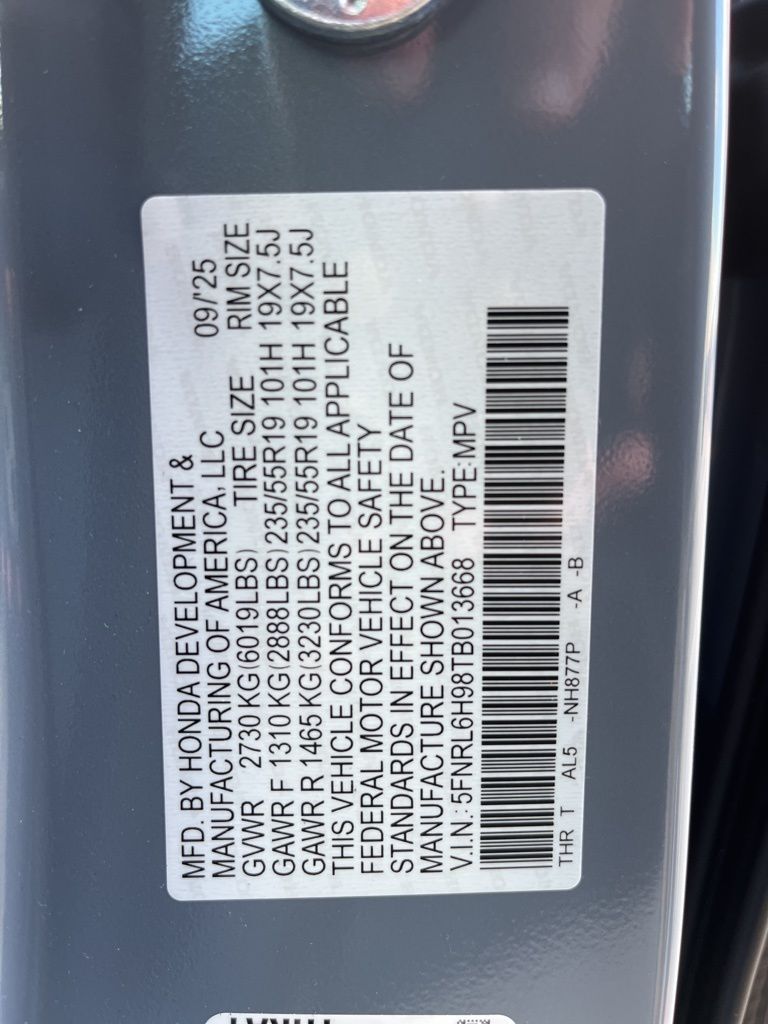 MFD. BY HONDA DEVELOPMENT &
MANUFACTURING OF AMERICA, LLC 09/'25
GVWR 2730 KG(6019LBS) TIRE SIZE RIM SIZE
GAWR F 1310 KG(2888LBS)235/55R19 101H 19X7.5J
GAWR R 1465 KG(3230LBS)235/55R19 101H 19X7.5J
THIS VEHICLE CONFORMS TO ALL APPLICABLE
FEDERAL MOTOR VEHICLE SAFETY
STANDARDS IN EFFECT ON THE DATE OF
MANUFACTURE SHOWN ABOVE.
V.I.N.:5FNRL6H98TB013668 TYPE:MPV
THR T AL5 -NH877P -A -B